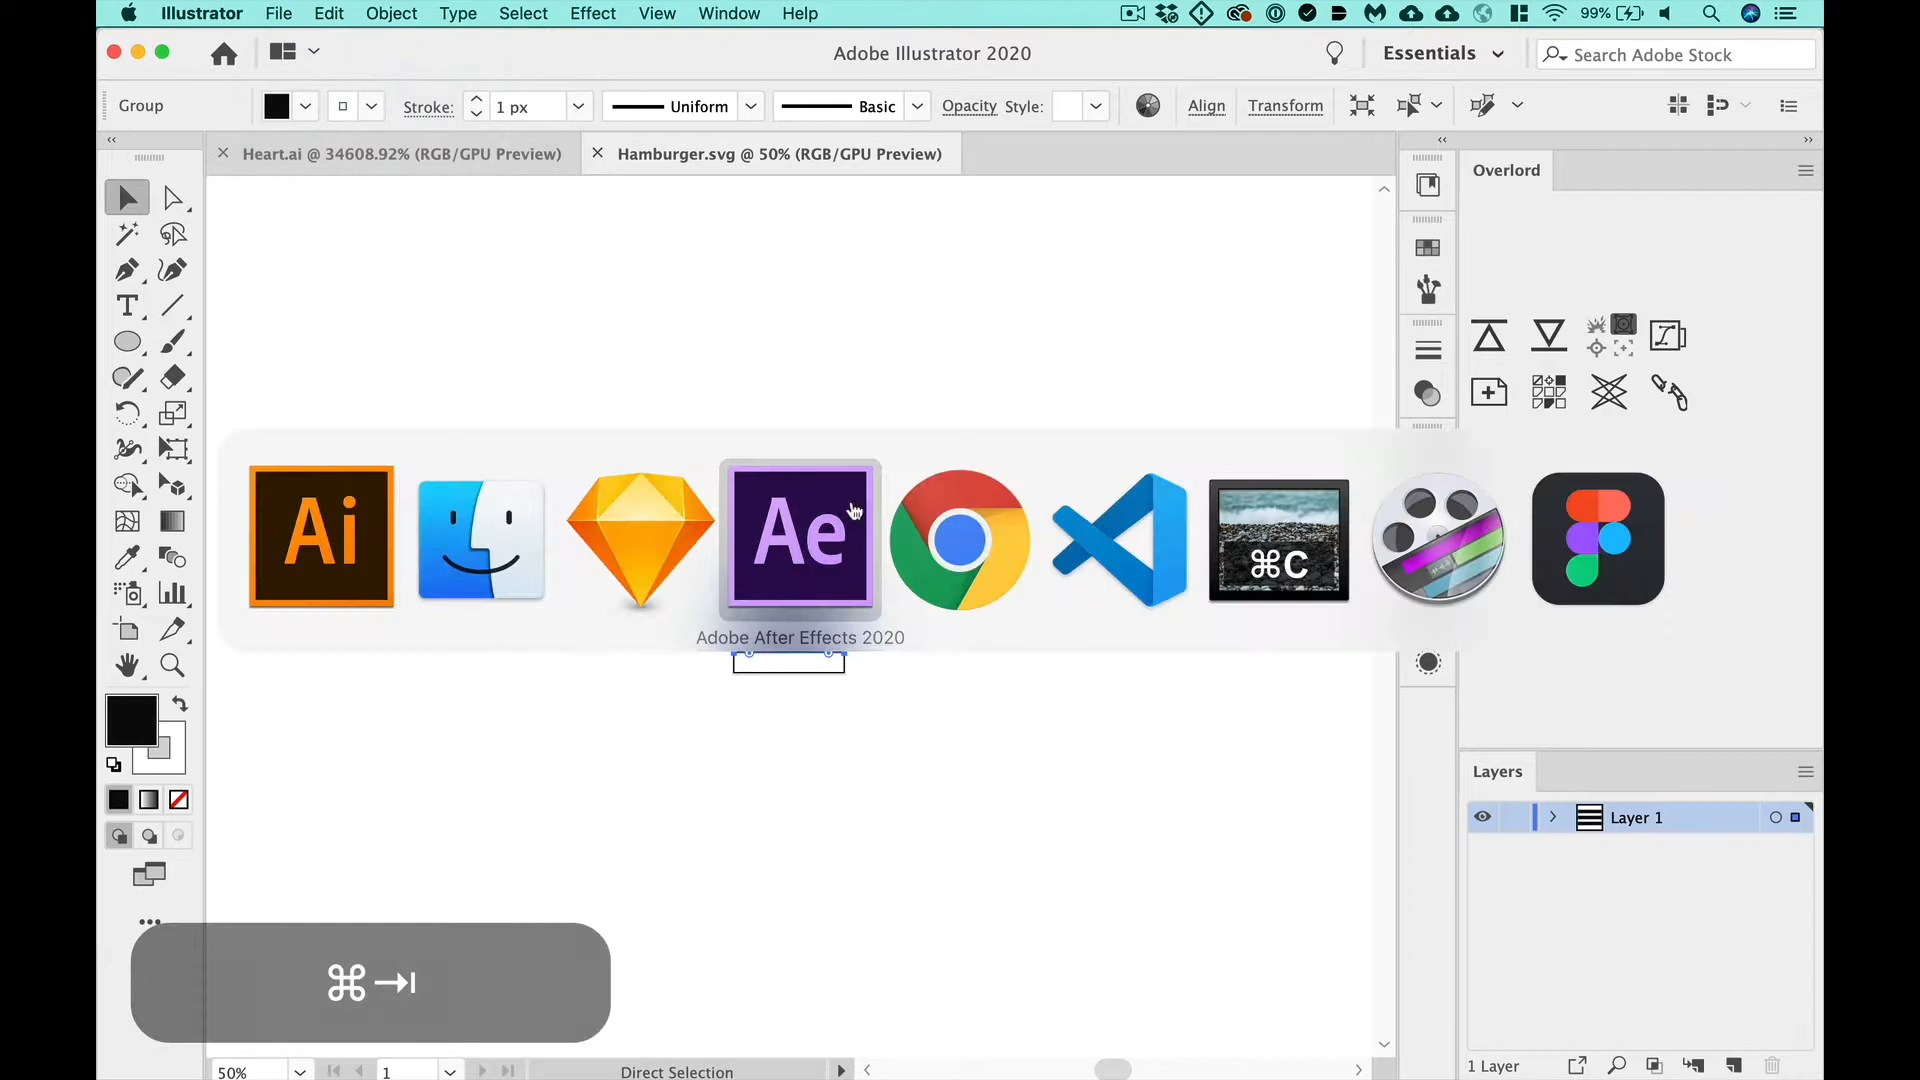 Illustrator File Edit Object Type Select Effect View Window Help 99%
Adobe Illustrator 2020 Essentials Search Adobe Stock
Group Stroke: 1 px Uniform Basic Opacity Style: Align Transform
Heart.ai @ 34608.92% (RGB/GPU Preview) Hamburger.svg @ 50% (RGB/GPU Preview)
Overlord
T
Ai Ae ⌘C
Adobe After Effects 2020
Layers
Layer 1
⌘⇥
50% 1 Direct Selection 1 Layer